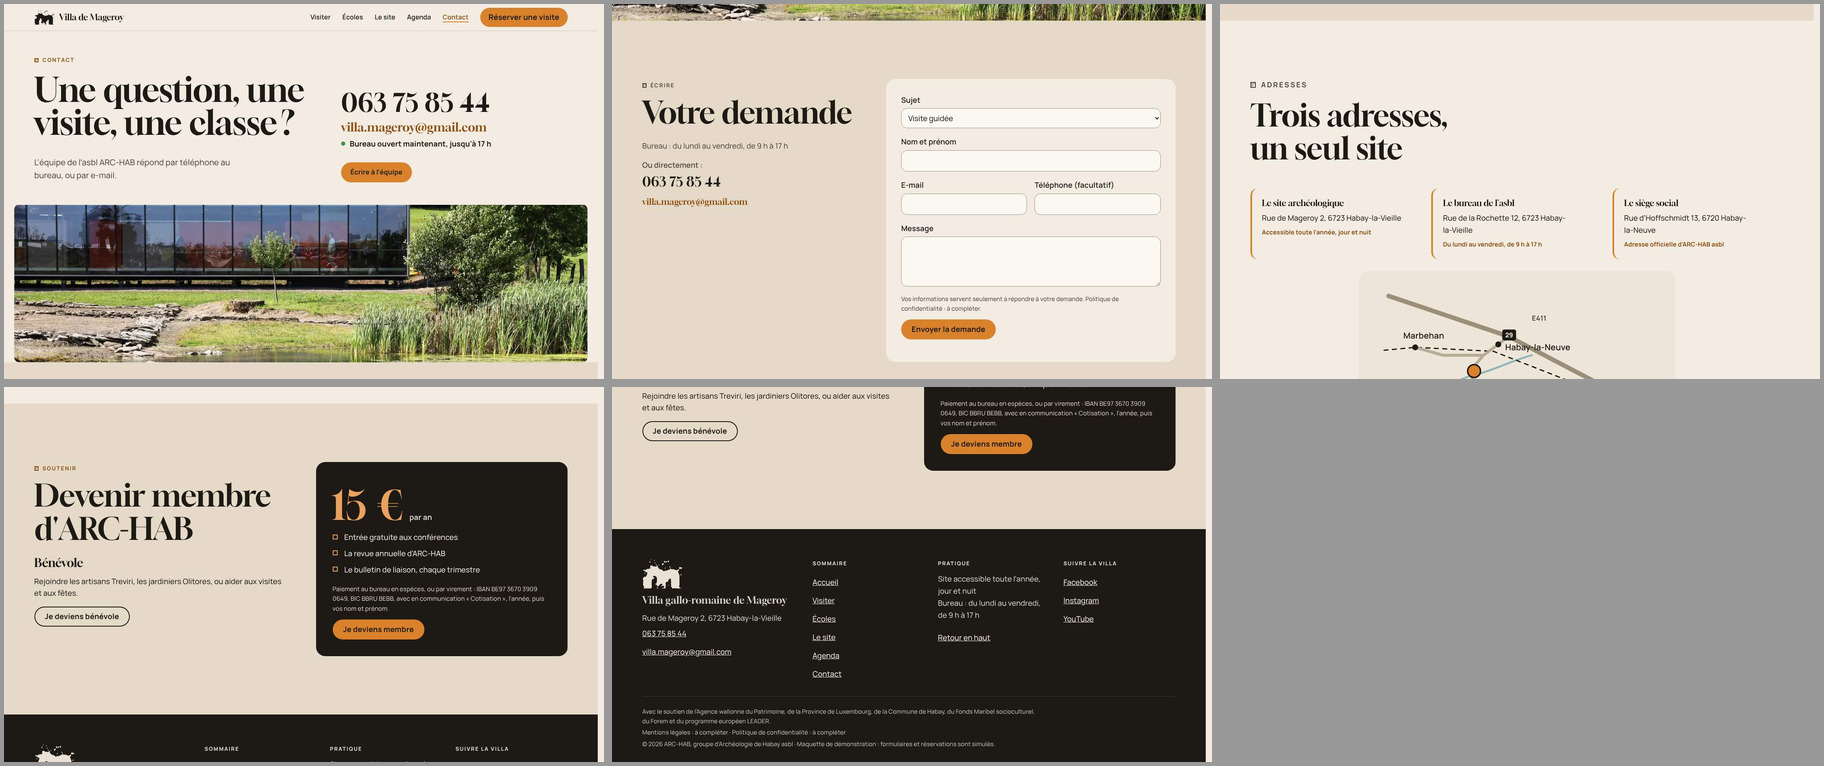 Villa de Mageroy
Visiter
Écoles
Le site
Agenda
Contact
Réserver une visite
CONTACT
Une question, une
visite, une classe ?
L'équipe de l'asbl ARC-HAB répond par téléphone au
bureau, ou par e-mail.
063 75 85 44
villa.mageroy@gmail.com
Bureau ouvert maintenant, jusqu'à 17 h
Écrire à l'équipe
ÉCRIRE
Votre demande
Bureau : du lundi au vendredi, de 9 h à 17 h
Ou directement :
063 75 85 44
villa.mageroy@gmail.com
Sujet
Visite guidée
Nom et prénom
E-mail
Téléphone (facultatif)
Message
Vos informations servent seulement à répondre à votre demande. Politique de
confidentialité : à compléter.
Envoyer la demande
ADRESSES
Trois adresses,
un seul site
Le site archéologique
Rue de Mageroy 2, 6723 Habay-la-Vieille
Accessible toute l'année, jour et nuit
Le bureau de l'asbl
Rue de la Rochette 12, 6723 Habay-
la-Vieille
Du lundi au vendredi, de 9 h à 17 h
Le siège social
Rue d'Hoffschmidt 13, 6720 Habay-
la-Neuve
Adresse officielle d'ARC-HAB asbl
E411
29
Marbehan
Habay-la-Neuve
SOUTENIR
Devenir membre
d'ARC-HAB
Bénévole
Rejoindre les artisans Treviri, les jardiniers Olitores, ou aider aux visites
et aux fêtes.
Je deviens bénévole
15 € par an
Entrée gratuite aux conférences
La revue annuelle d'ARC-HAB
Le bulletin de liaison, chaque trimestre
Paiement au bureau en espèces, ou par virement : IBAN BE97 3670 3909
0649, BIC BBRU BEBB, avec en communication « Cotisation », l'année, puis
vos nom et prénom.
Je deviens membre
SOMMAIRE
PRATIQUE
SUIVRE LA VILLA
Rejoindre les artisans Treviri, les jardiniers Olitores, ou aider aux visites
et aux fêtes.
Je deviens bénévole
Paiement au bureau en espèces, ou par virement : IBAN BE97 3670 3909
0649, BIC BBRU BEBB, avec en communication « Cotisation », l'année, puis
vos nom et prénom.
Je deviens membre
Villa gallo-romaine de Mageroy
Rue de Mageroy 2, 6723 Habay-la-Vieille
063 75 85 44
villa.mageroy@gmail.com
SOMMAIRE
Accueil
Visiter
Écoles
Le site
Agenda
Contact
PRATIQUE
Site accessible toute l'année,
jour et nuit
Bureau : du lundi au vendredi,
de 9 h à 17 h
Retour en haut
SUIVRE LA VILLA
Facebook
Instagram
YouTube
Avec le soutien de l'Agence wallonne du Patrimoine, de la Province de Luxembourg, de la Commune de Habay, du Fonds Maribel socioculturel,
du Forem et du programme européen LEADER.
Mentions légales : à compléter · Politique de confidentialité : à compléter
© 2026 ARC-HAB, groupe d'Archéologie de Habay asbl · Maquette de démonstration : formulaires et réservations sont simulés.